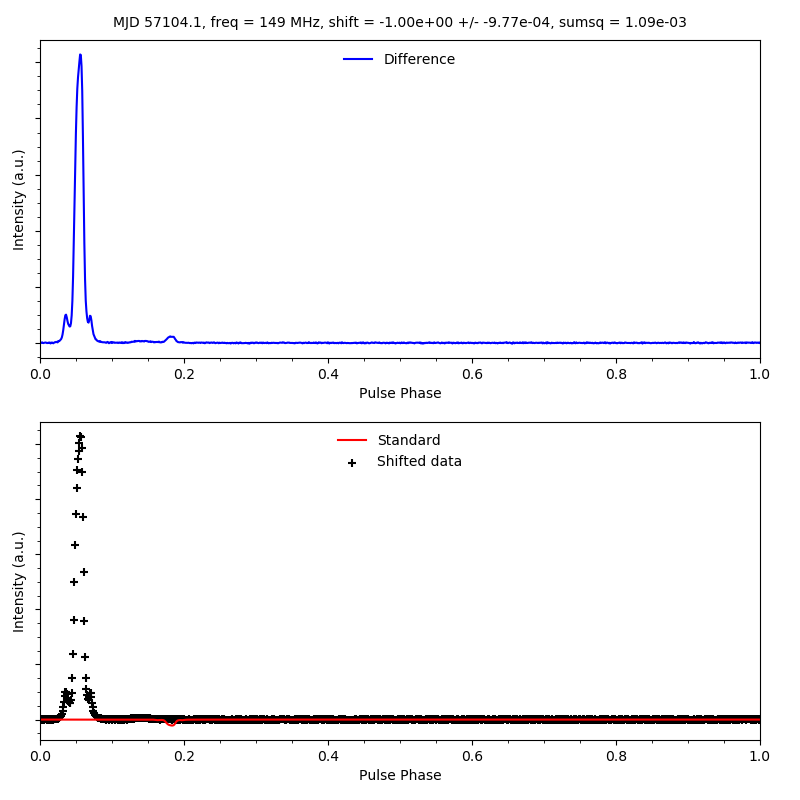 MJD 57104.1, freq = 149 MHz, shift = -1.00e+00 +/- -9.77e-04, sumsq = 1.09e-03
Difference
Intensity (a.u.)
0.0 0.2 0.4 0.6 0.8 1.0
Pulse Phase
Standard
Shifted data
Intensity (a.u.)
0.0 0.2 0.4 0.6 0.8 1.0
Pulse Phase